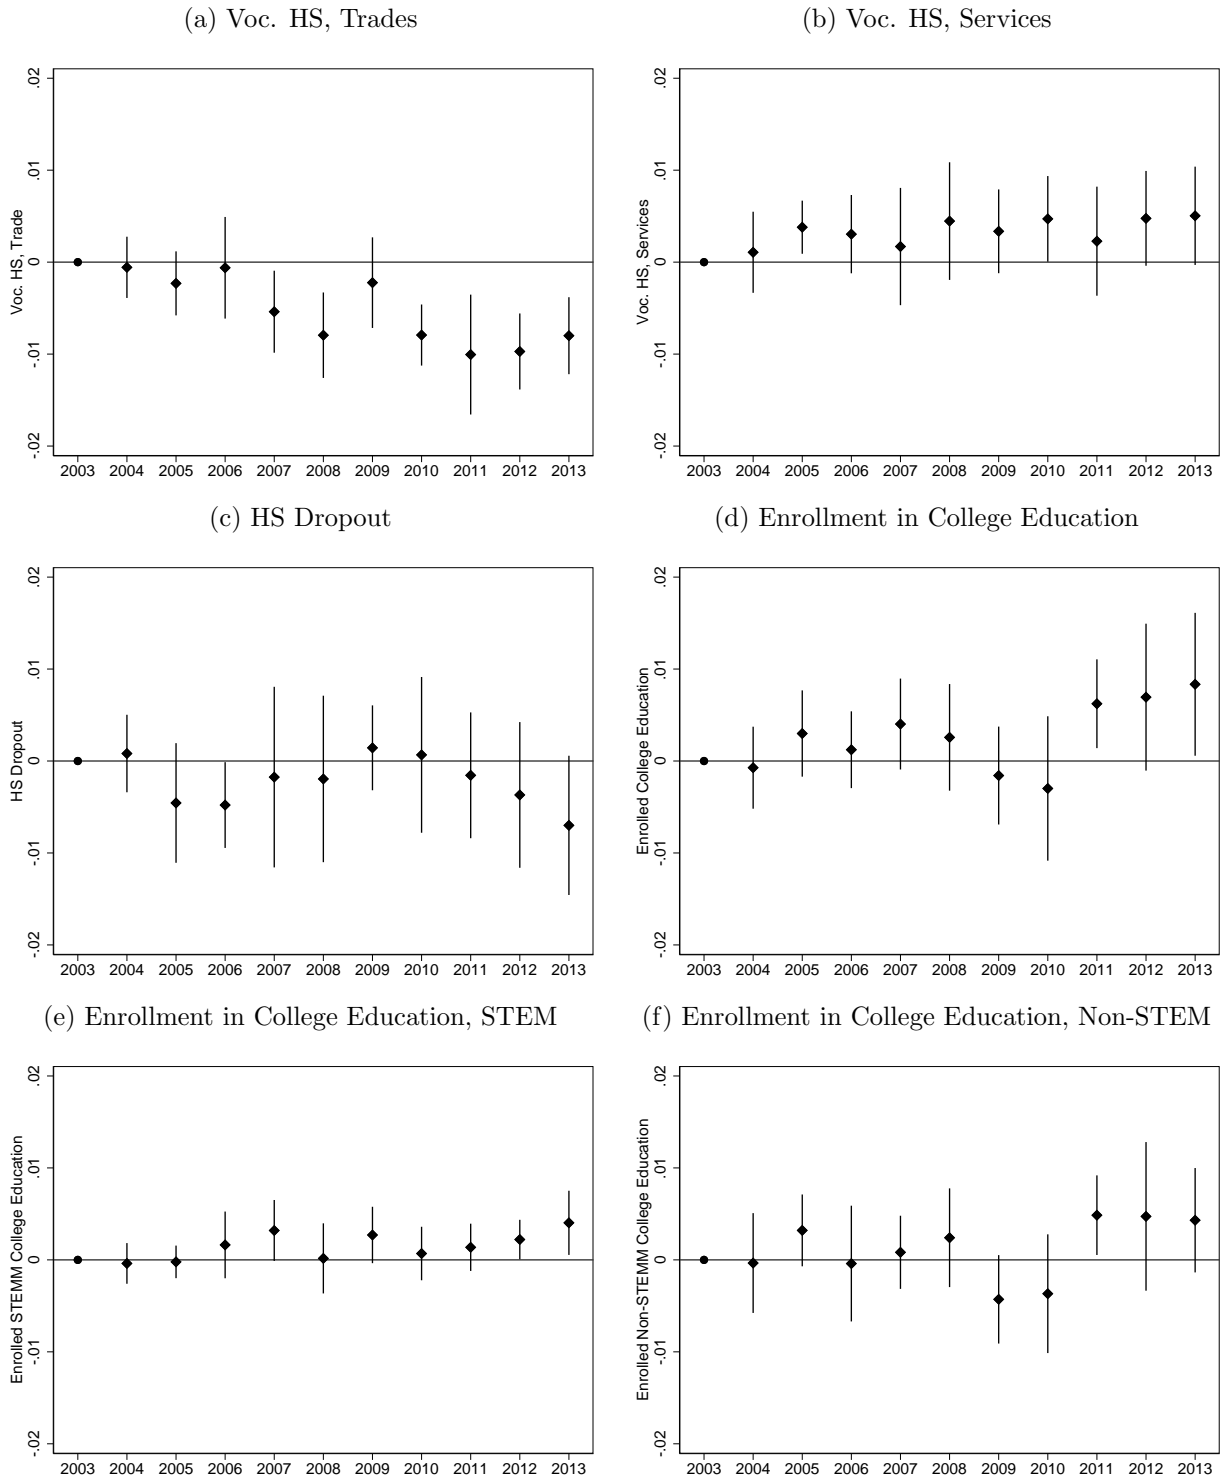 (a) Voc. HS, Trades
(b) Voc. HS, Services
Voc. HS, Trade
.02
.01
0
-.01
-.02
2003 2004 2005 2006 2007 2008 2009 2010 2011 2012 2013
Voc. HS, Services
.02
.01
0
-.01
-.02
2003 2004 2005 2006 2007 2008 2009 2010 2011 2012 2013
(c) HS Dropout
(d) Enrollment in College Education
HS Dropout
.02
.01
0
-.01
-.02
2003 2004 2005 2006 2007 2008 2009 2010 2011 2012 2013
Enrolled College Education
.02
.01
0
-.01
-.02
2003 2004 2005 2006 2007 2008 2009 2010 2011 2012 2013
(e) Enrollment in College Education, STEM
(f) Enrollment in College Education, Non-STEM
Enrolled STEMM College Education
.02
.01
0
-.01
-.02
2003 2004 2005 2006 2007 2008 2009 2010 2011 2012 2013
Enrolled Non-STEMM College Education
.02
.01
0
-.01
-.02
2003 2004 2005 2006 2007 2008 2009 2010 2011 2012 2013